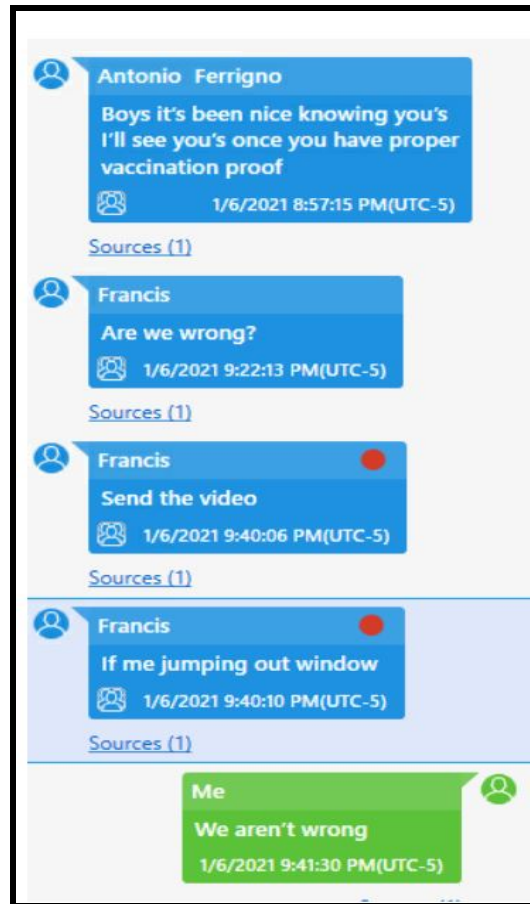 Antonio Ferrigno
Boys it's been nice knowing you's
I'll see you's once you have proper
vaccination proof
1/6/2021 8:57:15 PM(UTC-5)
Sources (1)
Francis
Are we wrong?
1/6/2021 9:22:13 PM(UTC-5)
Sources (1)
Francis
Send the video
1/6/2021 9:40:06 PM(UTC-5)
Sources (1)
Francis
If me jumping out window
1/6/2021 9:40:10 PM(UTC-5)
Sources (1)
Me
We aren't wrong
1/6/2021 9:41:30 PM(UTC-5)